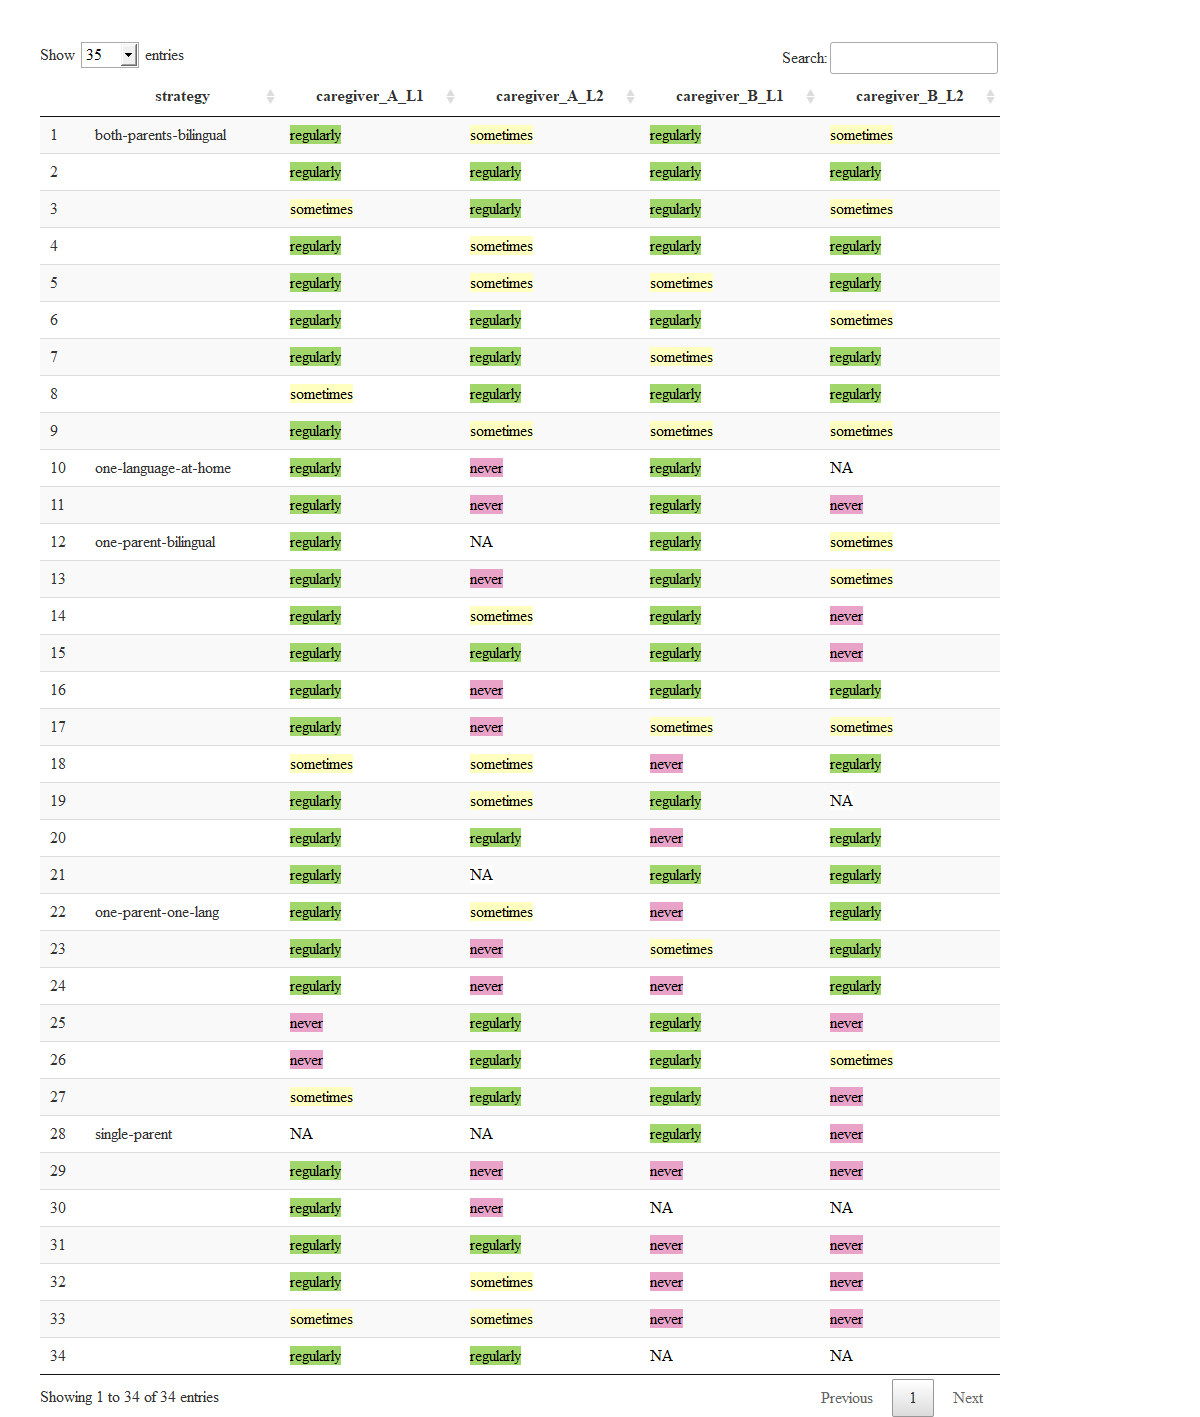 Show 35 entries Search:
strategy caregiver_A_L1 caregiver_A_L2 caregiver_B_L1 caregiver_B_L2
1 both-parents-bilingual regularly sometimes regularly sometimes
2 regularly regularly regularly regularly
3 sometimes regularly regularly sometimes
4 regularly sometimes regularly regularly
5 regularly sometimes sometimes regularly
6 regularly regularly regularly sometimes
7 regularly regularly sometimes regularly
8 sometimes regularly regularly regularly
9 regularly sometimes sometimes sometimes
10 one-language-at-home regularly never regularly NA
11 regularly never regularly never
12 one-parent-bilingual regularly NA regularly sometimes
13 regularly never regularly sometimes
14 regularly sometimes regularly never
15 regularly regularly regularly never
16 regularly never regularly regularly
17 regularly never sometimes sometimes
18 sometimes sometimes never regularly
19 regularly sometimes regularly NA
20 regularly regularly never regularly
21 regularly NA regularly regularly
22 one-parent-one-lang regularly sometimes never regularly
23 regularly never sometimes regularly
24 regularly never never regularly
25 never regularly regularly never
26 never regularly regularly sometimes
27 sometimes regularly regularly never
28 single-parent NA NA regularly never
29 regularly never never never
30 regularly never NA NA
31 regularly regularly never never
32 regularly sometimes never never
33 sometimes sometimes never never
34 regularly regularly NA NA
Showing 1 to 34 of 34 entries Previous 1 Next